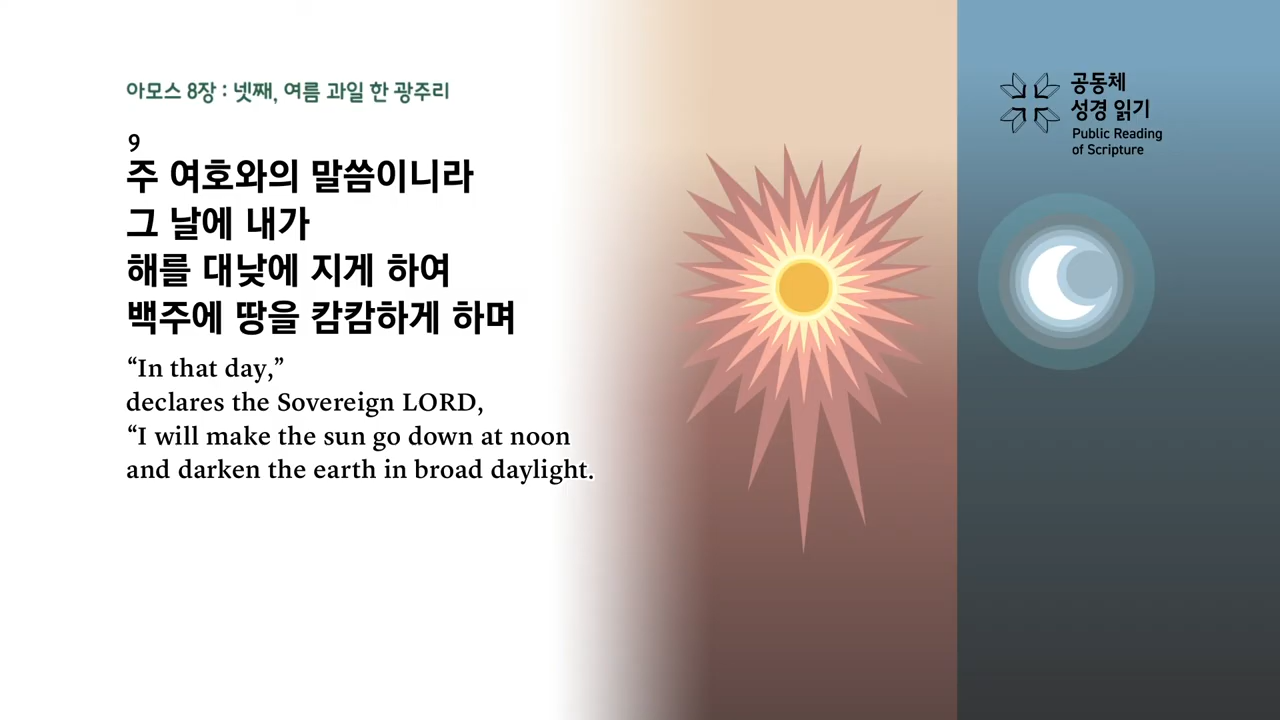 아모스 8장 : 넷째, 여름 과일 한 광주리
9
주 여호와의 말씀이니라
그 날에 내가
해를 대낮에 지게 하여
백주에 땅을 캄캄하게 하며
“In that day,”
declares the Sovereign LORD,
“I will make the sun go down at noon
and darken the earth in broad daylight.
공동체
성경 읽기
Public Reading
of Scripture